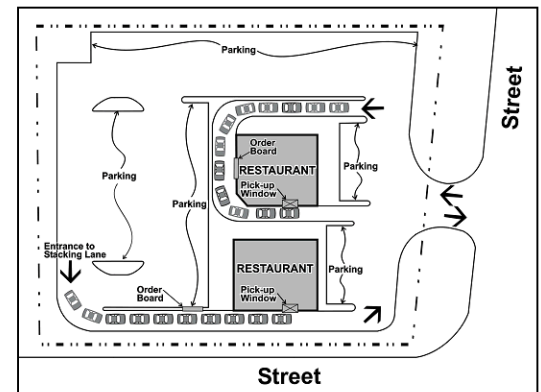 Parking
Street
Order
Board
RESTAURANT
Parking
Parking
Pick-up
Window
Parking
Entrance to
Stacking Lane
Parking
RESTAURANT
Order
Board
Pick-up
Window
Street